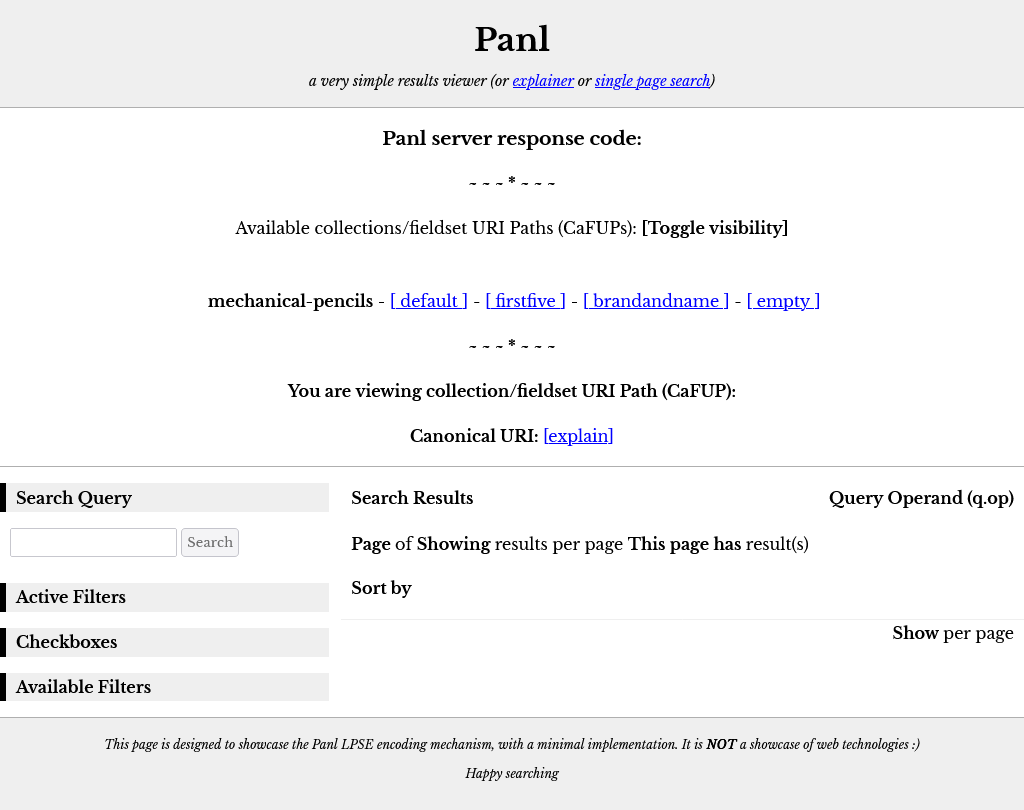 Panl
a very simple results viewer (or explainer or single page search)
Panl server response code:
~ ~ ~ * ~ ~ ~
Available collections/fieldset URI Paths (CaFUPs): [Toggle visibility]
mechanical-pencils - [ default ] - [ firstfive ] - [ brandandname ] - [ empty ]
~ ~ ~ * ~ ~ ~
You are viewing collection/fieldset URI Path (CaFUP):
Canonical URI: [explain]
Search Query
Search
Active Filters
Checkboxes
Available Filters
Search Results
Query Operand (q.op)
Page of Showing results per page This page has result(s)
Sort by
Show per page
This page is designed to showcase the Panl LPSE encoding mechanism, with a minimal implementation. It is NOT a showcase of web technologies :)
Happy searching